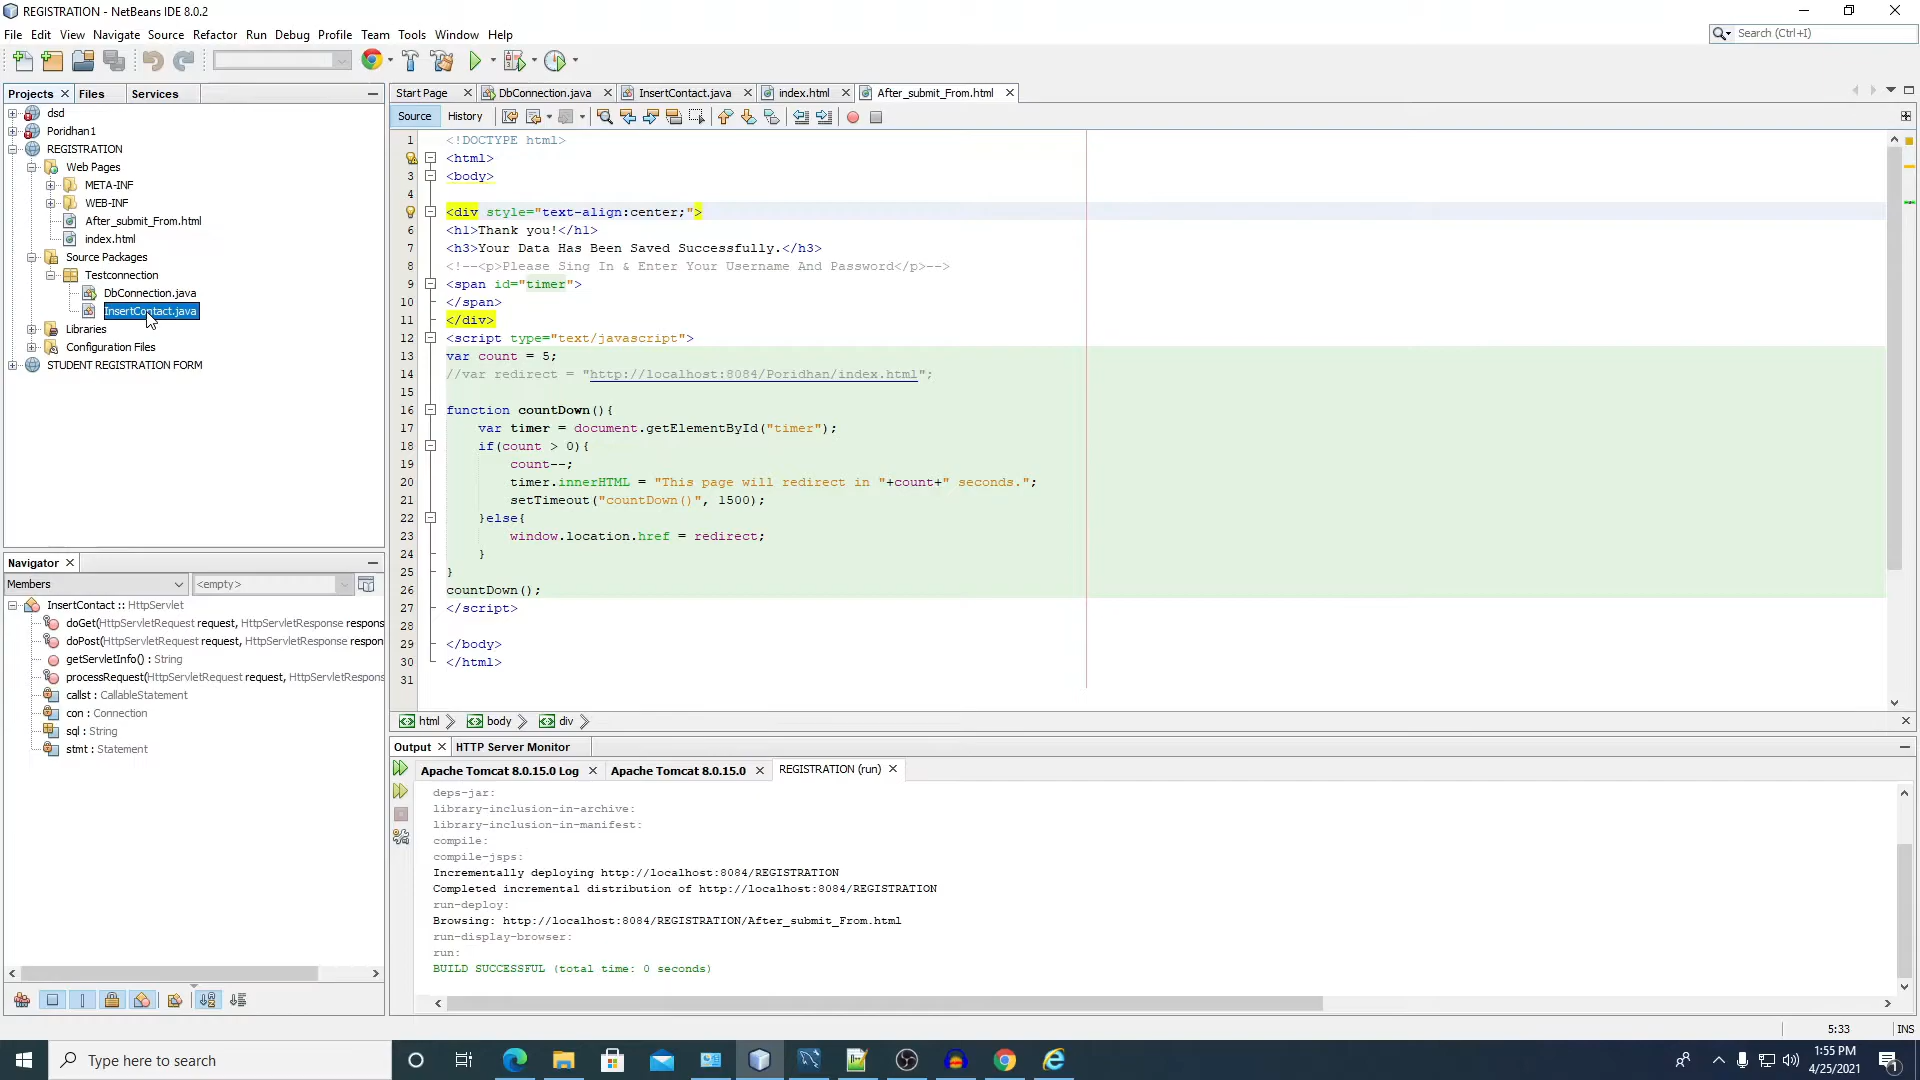 REGISTRATION - NetBeans IDE 8.0.2
File Edit View Navigate Source Refactor Run Debug Profile Team Tools Window Help
Search (Ctrl+I)
Projects Files Services
dsd
Poridhan1
REGISTRATION
Web Pages
META-INF
WEB-INF
After_submit_From.html
index.html
Source Packages
Testconnection
DbConnection.java
InsertContact.java
Libraries
Configuration Files
STUDENT REGISTRATION FORM
Navigator
Members <empty>
InsertContact :: HttpServlet
doGet(HttpServletRequest request, HttpServletResponse respons
doPost(HttpServletRequest request, HttpServletResponse respon
getServletInfo() : String
processRequest(HttpServletRequest request, HttpServletRespons
callst : CallableStatement
con : Connection
sql : String
stmt : Statement
Start Page DbConnection.java InsertContact.java index.html After_submit_From.html
Source History
1 <!DOCTYPE html>
<html>
3 <body>
4
<div style="text-align:center;">
6 <h1>Thank you!</h1>
7 <h3>Your Data Has Been Saved Successfully.</h3>
8 <!--<p>Please Sing In & Enter Your Username And Password</p>-->
9 <span id="timer">
10 </span>
11 </div>
12 <script type="text/javascript">
13 var count = 5;
14 //var redirect = "http://localhost:8084/Poridhan/index.html";
15
16 function countDown(){
17 var timer = document.getElementById("timer");
18 if(count > 0){
19 count--;
20 timer.innerHTML = "This page will redirect in "+count+" seconds.";
21 setTimeout("countDown()", 1500);
22 }else{
23 window.location.href = redirect;
24 }
25 }
26 countDown();
27 </script>
28
29 </body>
30 </html>
31
html body div
Output HTTP Server Monitor
Apache Tomcat 8.0.15.0 Log Apache Tomcat 8.0.15.0 REGISTRATION (run)
deps-jar:
library-inclusion-in-archive:
library-inclusion-in-manifest:
compile:
compile-jsps:
Incrementally deploying http://localhost:8084/REGISTRATION
Completed incremental distribution of http://localhost:8084/REGISTRATION
run-deploy:
Browsing: http://localhost:8084/REGISTRATION/After_submit_From.html
run-display-browser:
run:
BUILD SUCCESSFUL (total time: 0 seconds)
5:33 INS
Type here to search
1:55 PM
4/25/2021
1